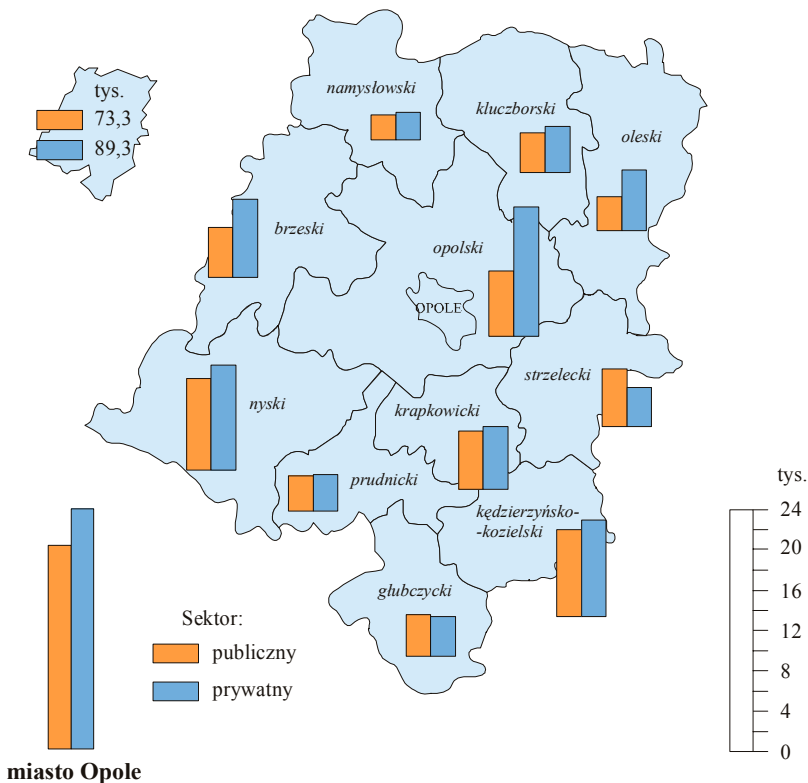 tys.
73,3
89,3
namysłowski
kluczborski
oleski
brzeski
opolski
OPOLE
strzelecki
nyski
krapkowicki
prudnicki
kędzierzyńsko-
-kozielski
głubczycki
Sektor:
publiczny
prywatny
miasto Opole
tys.
24
20
16
12
8
4
0